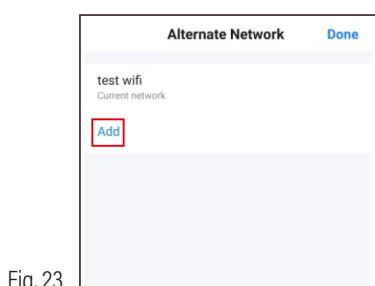 Alternate Network Done
test wifi
Current network
Add
Fig. 23